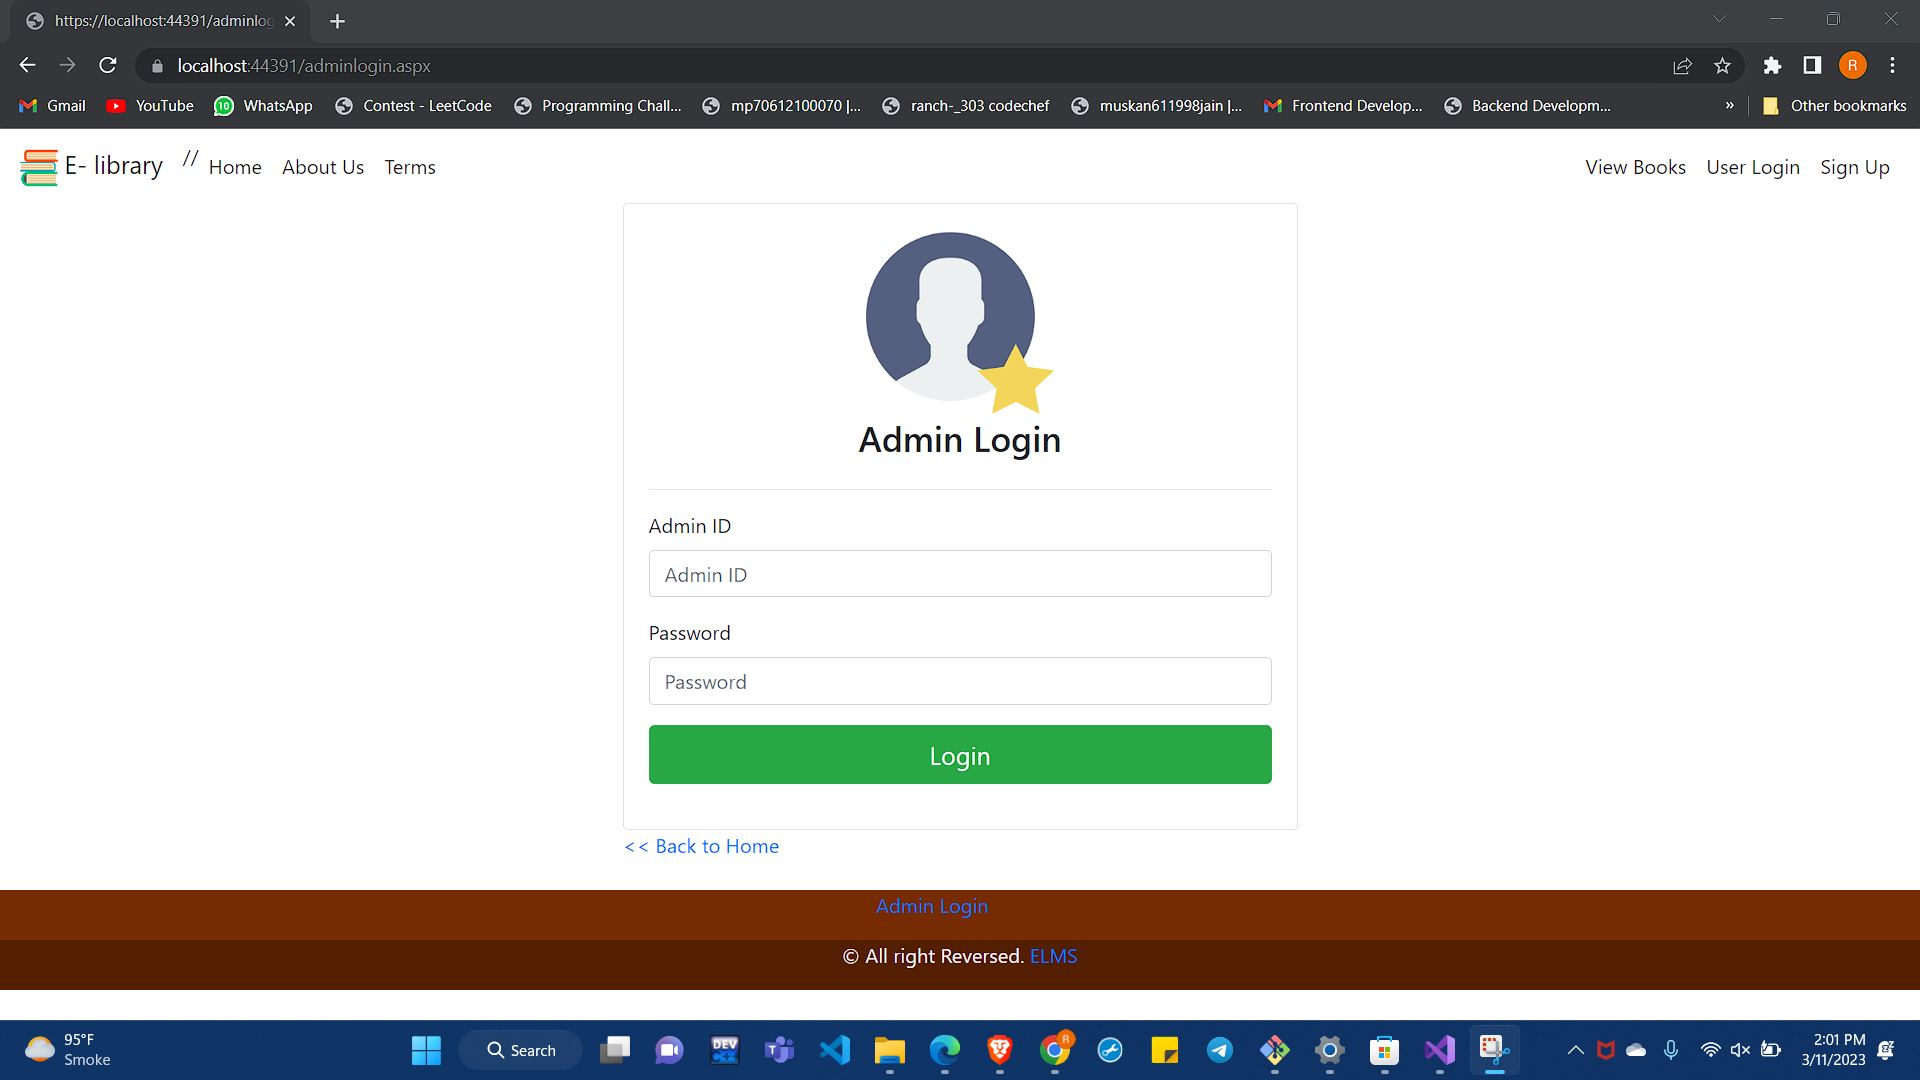 https://localhost:44391/adminlog
localhost:44391/adminlogin.aspx
R
Gmail YouTube 10 WhatsApp Contest - LeetCode Programming Chall... mp70612100070 |... ranch-_303 codechef muskan611998jain |... Frontend Develop... Backend Developm... » Other bookmarks
E- library // Home About Us Terms View Books User Login Sign Up
Admin Login
Admin ID
Admin ID
Password
Password
Login
<< Back to Home
Admin Login
© All right Reversed. ELMS
95°F
Smoke
Search
DEV
C++
T
R
2:01 PM
3/11/2023